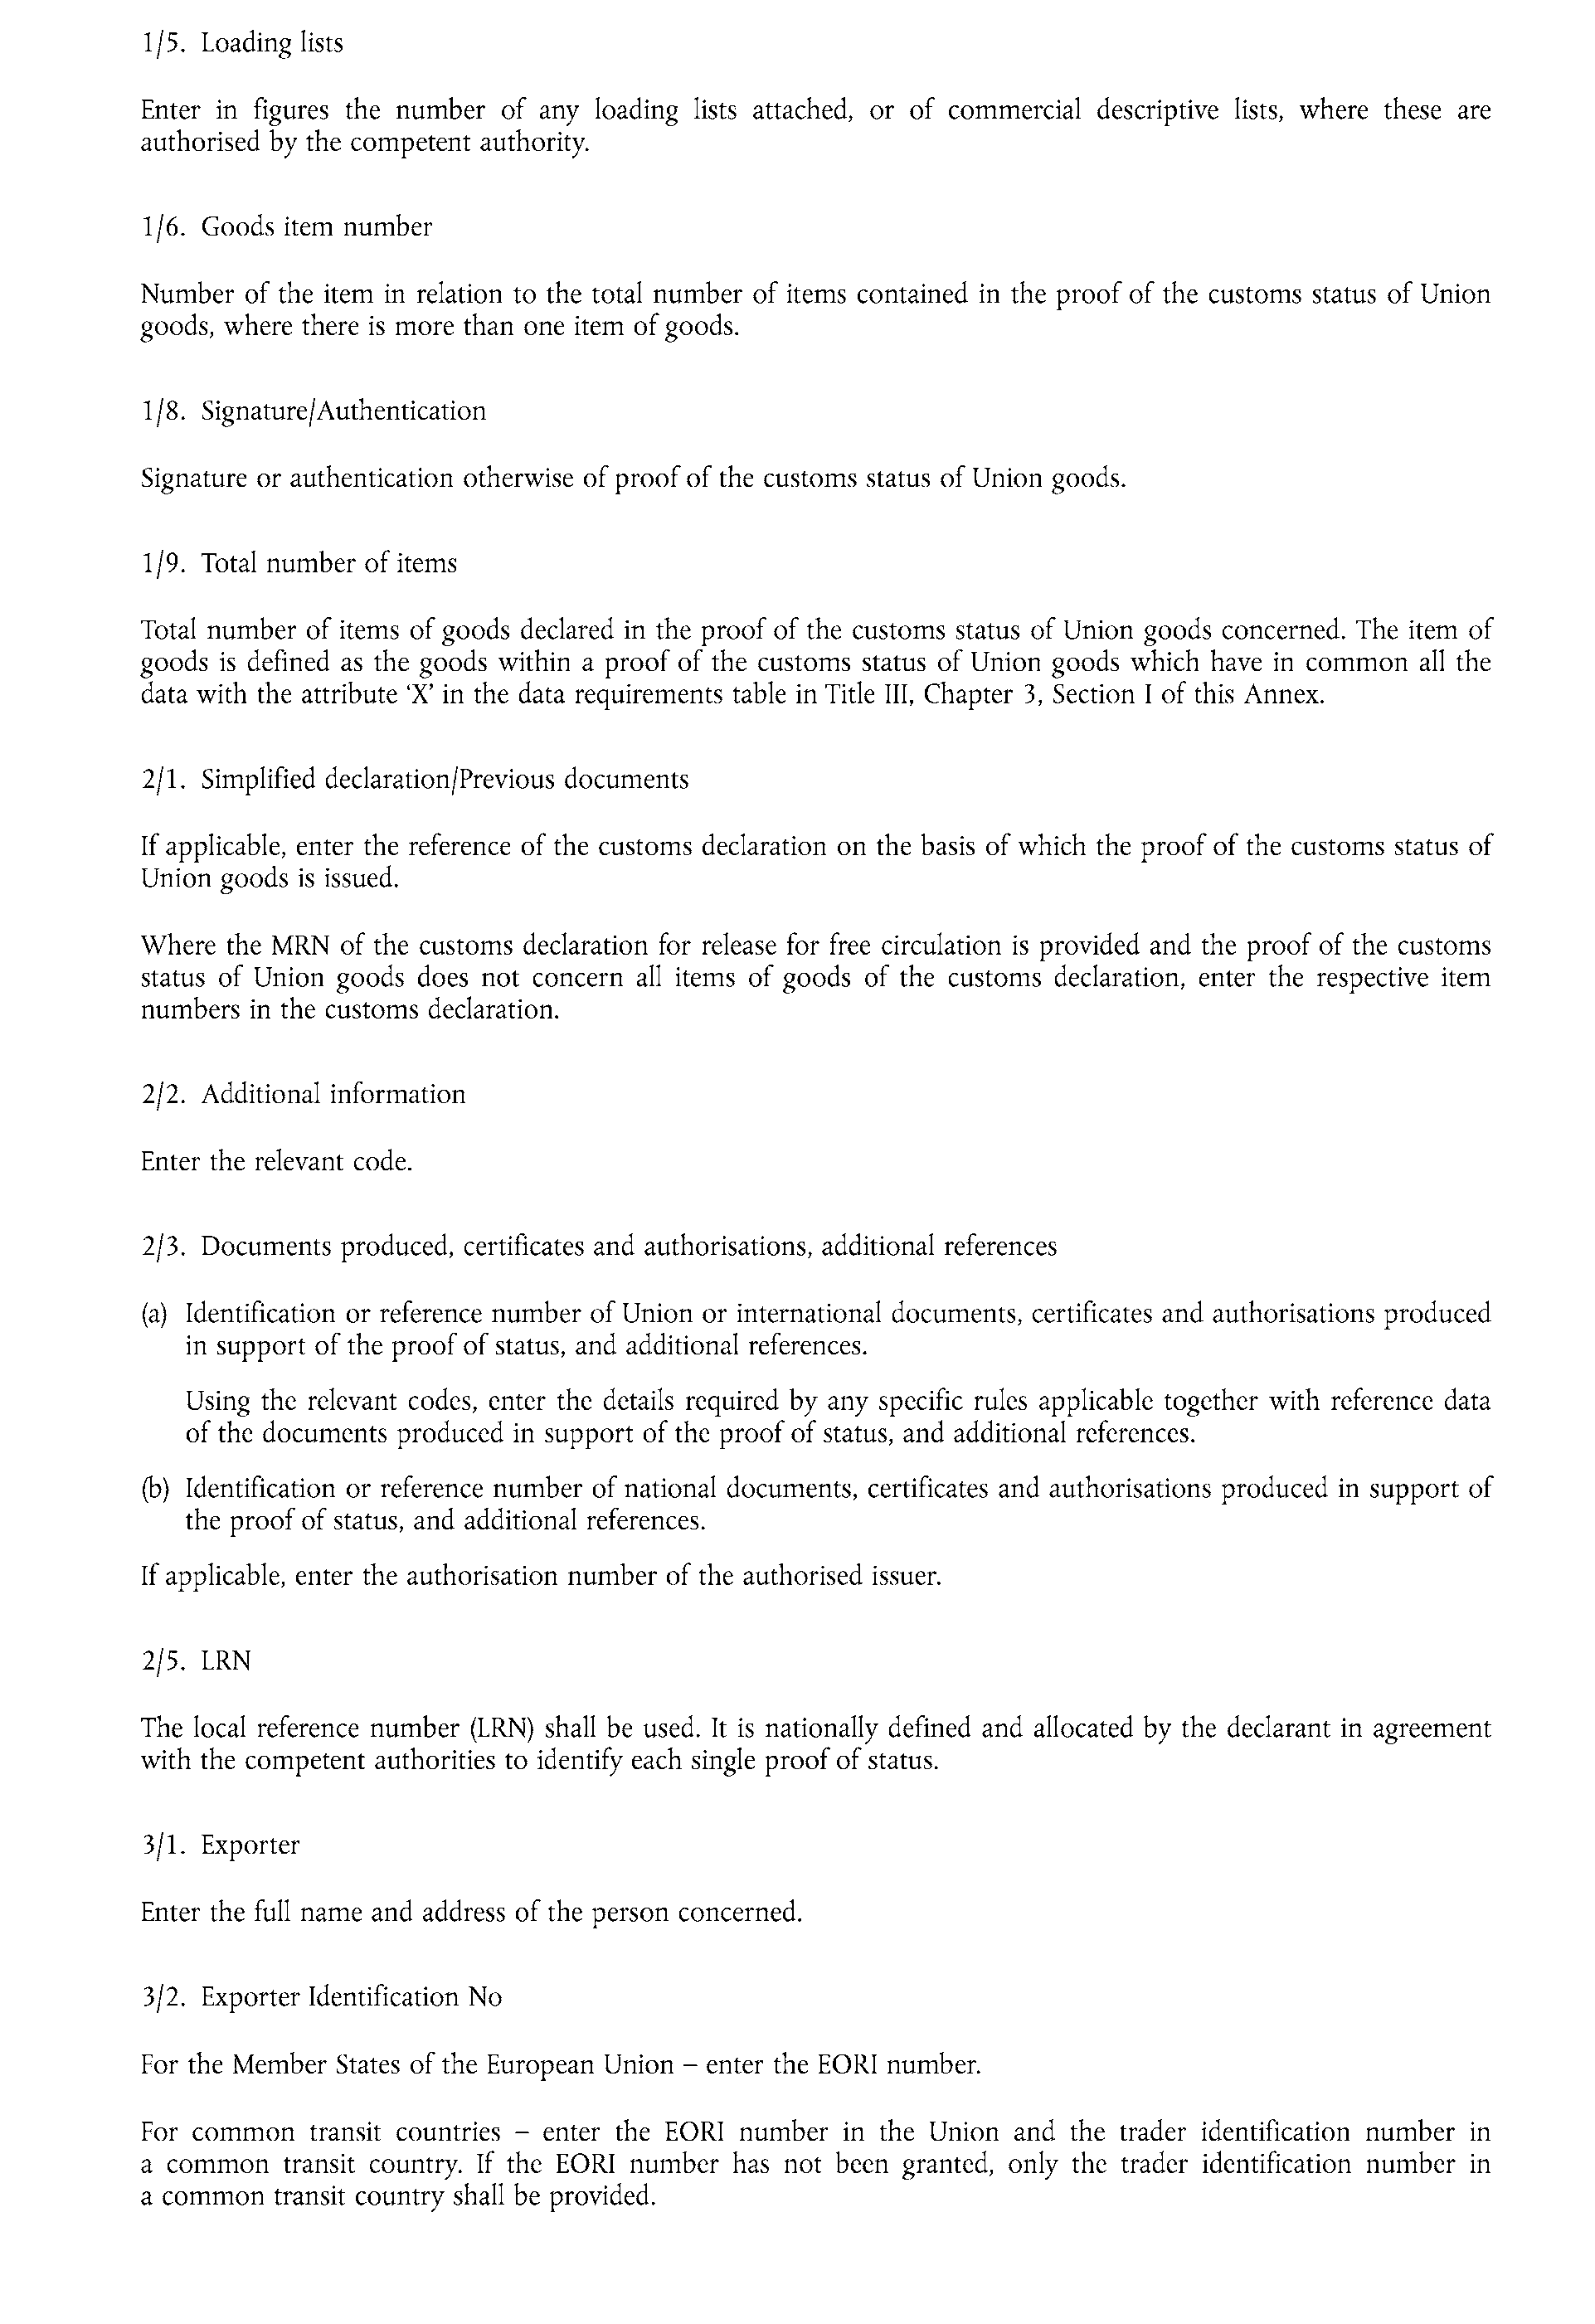 1/5. Loading lists
Enter in figures the number of any loading lists attached, or of commercial descriptive lists, where these are
authorised by the competent authority.
1/6. Goods item number
Number of the item in relation to the total number of items contained in the proof of the customs status of Union
goods, where there is more than one item of goods.
1/8. Signature/Authentication
Signature or authentication otherwise of proof of the customs status of Union goods.
1/9. Total number of items
Total number of items of goods declared in the proof of the customs status of Union goods concerned. The item of
goods is defined as the goods within a proof of the customs status of Union goods which have in common all the
data with the attribute ‘X’ in the data requirements table in Title III, Chapter 3, Section I of this Annex.
2/1. Simplified declaration/Previous documents
If applicable, enter the reference of the customs declaration on the basis of which the proof of the customs status of
Union goods is issued.
Where the MRN of the customs declaration for release for free circulation is provided and the proof of the customs
status of Union goods does not concern all items of goods of the customs declaration, enter the respective item
numbers in the customs declaration.
2/2. Additional information
Enter the relevant code.
2/3. Documents produced, certificates and authorisations, additional references
(a) Identification or reference number of Union or international documents, certificates and authorisations produced
in support of the proof of status, and additional references.
Using the relevant codes, enter the details required by any specific rules applicable together with reference data
of the documents produced in support of the proof of status, and additional references.
(b) Identification or reference number of national documents, certificates and authorisations produced in support of
the proof of status, and additional references.
If applicable, enter the authorisation number of the authorised issuer.
2/5. LRN
The local reference number (LRN) shall be used. It is nationally defined and allocated by the declarant in agreement
with the competent authorities to identify each single proof of status.
3/1. Exporter
Enter the full name and address of the person concerned.
3/2. Exporter Identification No
For the Member States of the European Union – enter the EORI number.
For common transit countries – enter the EORI number in the Union and the trader identification number in
a common transit country. If the EORI number has not been granted, only the trader identification number in
a common transit country shall be provided.